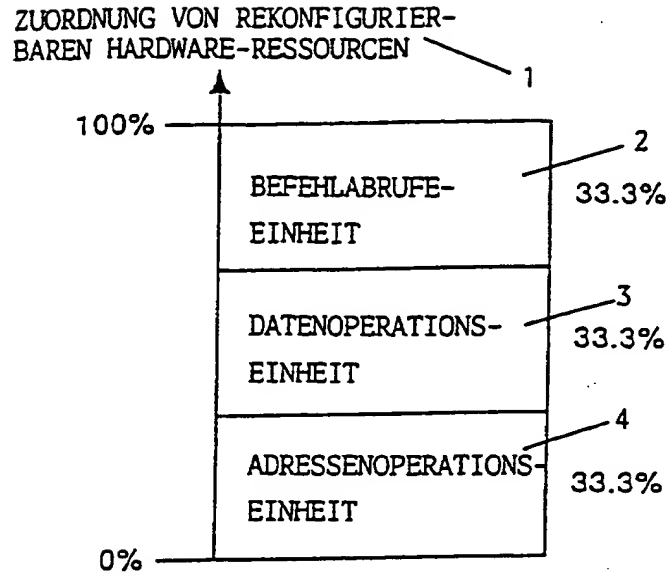 ZUORDNUNG VON REKONFIGURIER-
BAREN HARDWARE-RESSOURCEN
1
100%
2
BEFEHLABRUFE-
33.3%
EINHEIT
3
DATENOPERATIONS-
33.3%
EINHEIT
4
ADRESSENOPERATIONS-
33.3%
EINHEIT
0%